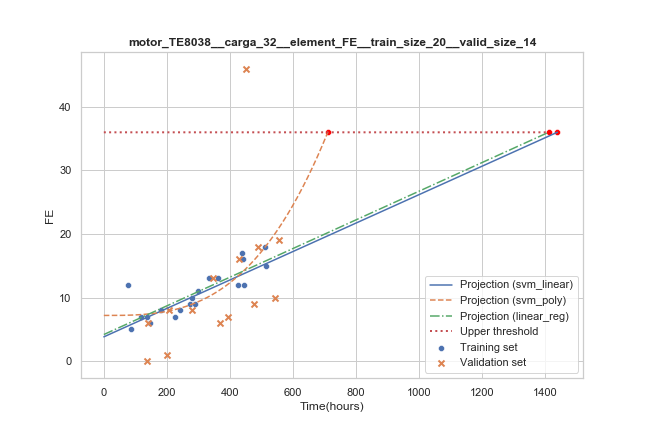 motor_TE8038__carga_32__element_FE__train_size_20__valid_size_14
FE
40
30
20
10
0
0 200 400 600 800 1000 1200 1400
Time(hours)
Projection (svm_linear)
Projection (svm_poly)
Projection (linear_reg)
Upper threshold
Training set
Validation set